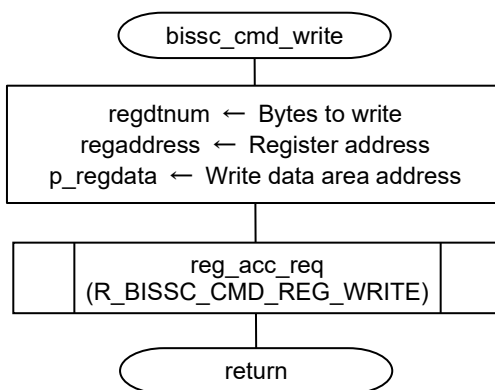 bissc_cmd_write
regdtnum ← Bytes to write
regaddress ← Register address
p_regdata ← Write data area address
reg_acc_req
(R_BISSC_CMD_REG_WRITE)
return